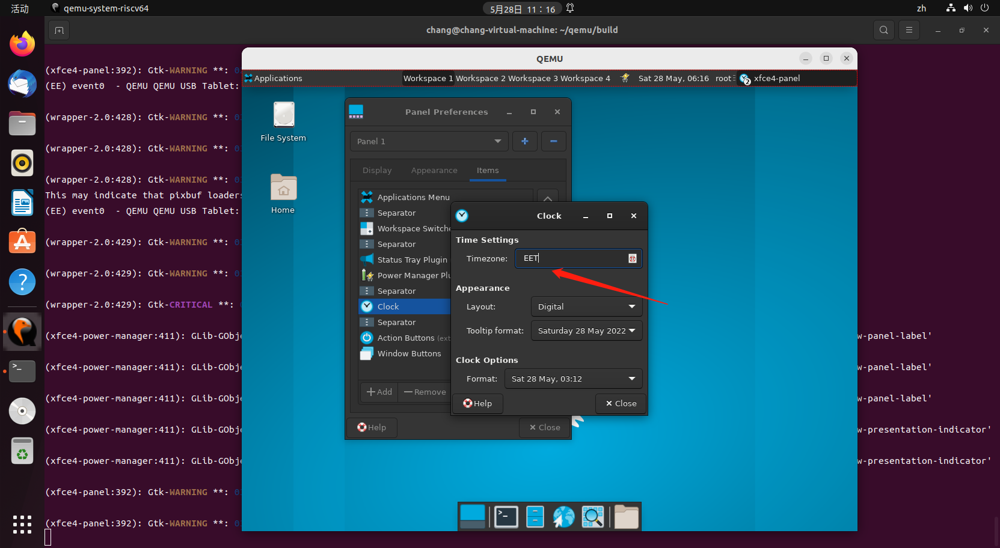 活动
qemu-system-riscv64
5月28日 11：16
zh
chang@chang-virtual-machine: ~/qemu/build
(xfce4-panel:392): Gtk-WARNING **: 0
(EE) event0  - QEMU QEMU USB Tablet:
(wrapper-2.0:428): Gtk-WARNING **: 0
(wrapper-2.0:428): Gtk-WARNING **: 0
(wrapper-2.0:428): Gtk-WARNING **: 0
This may indicate that pixbuf loaders
(EE) event0  - QEMU QEMU USB Tablet:
(wrapper-2.0:429): Gtk-WARNING **: 0
(wrapper-2.0:429): Gtk-WARNING **: 0
(wrapper-2.0:429): Gtk-CRITICAL **:
(xfce4-power-manager:411): GLib-GObje
w-panel-label'
(xfce4-power-manager:411): GLib-GObje
w-panel-label'
(xfce4-power-manager:411): GLib-GObje
w-panel-label'
(xfce4-power-manager:411): GLib-GObje
w-presentation-indicator'
(xfce4-power-manager:411): GLib-GObje
w-presentation-indicator'
(xfce4-panel:392): Gtk-WARNING **: 0
(xfce4-panel:392): Gtk-WARNING **: 0
QEMU
Applications
Workspace 1 Workspace 2 Workspace 3 Workspace 4
Sat 28 May, 06:16
root
2
xfce4-panel
File System
Home
Panel Preferences
Panel 1
Display
Appearance
Items
Applications Menu
Separator
Workspace Switche
Separator
Status Tray Plugin
Power Manager Plu
Separator
Clock
Separator
Action Buttons (ext
Window Buttons
Add
Remove
Help
Close
Clock
Time Settings
Timezone:
EET
Appearance
Layout:
Digital
Tooltip format:
Saturday 28 May 2022
Clock Options
Format:
Sat 28 May, 03:12
Help
Close